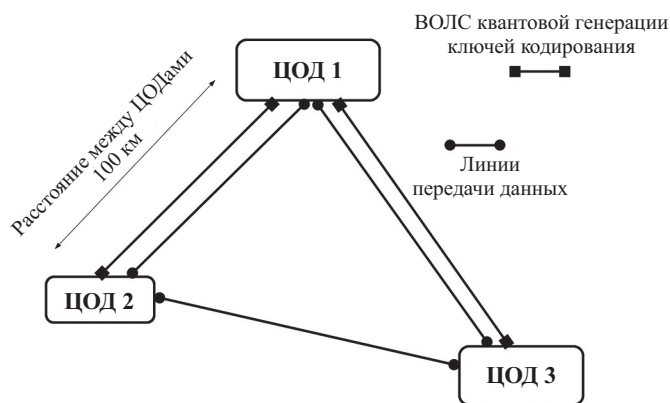 ВОЛС квантовой генерации
ключей кодирования
ЦОД 1
Расстояние между ЦОДами
100 км
Линии
передачи данных
ЦОД 2
ЦОД 3